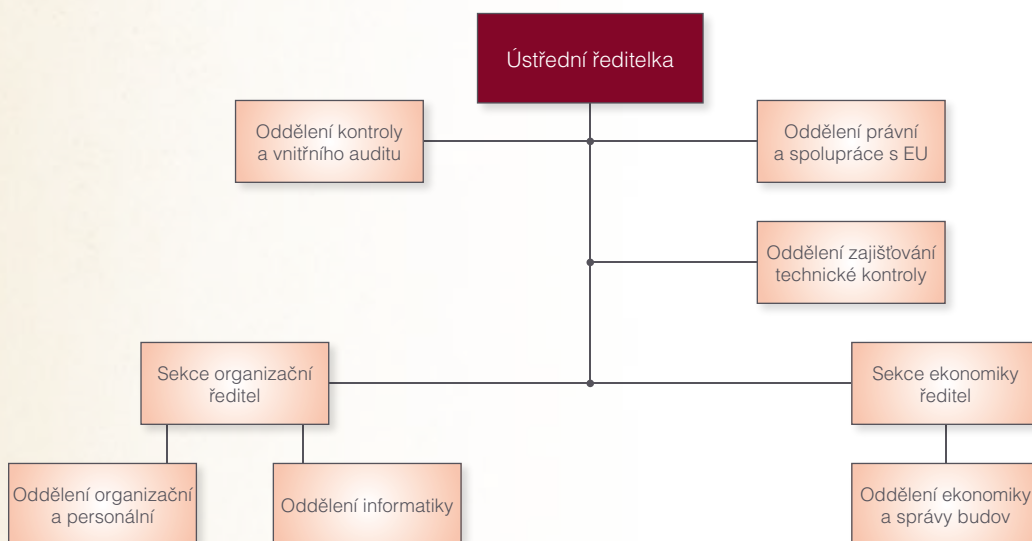 Ústřední ředitelka
Oddělení kontroly
a vnitřního auditu
Oddělení právní
a spolupráce s EU
Oddělení zajišťování
technické kontroly
Sekce organizační
ředitel
Sekce ekonomiky
ředitel
Oddělení organizační
a personální
Oddělení informatiky
Oddělení ekonomiky
a správy budov